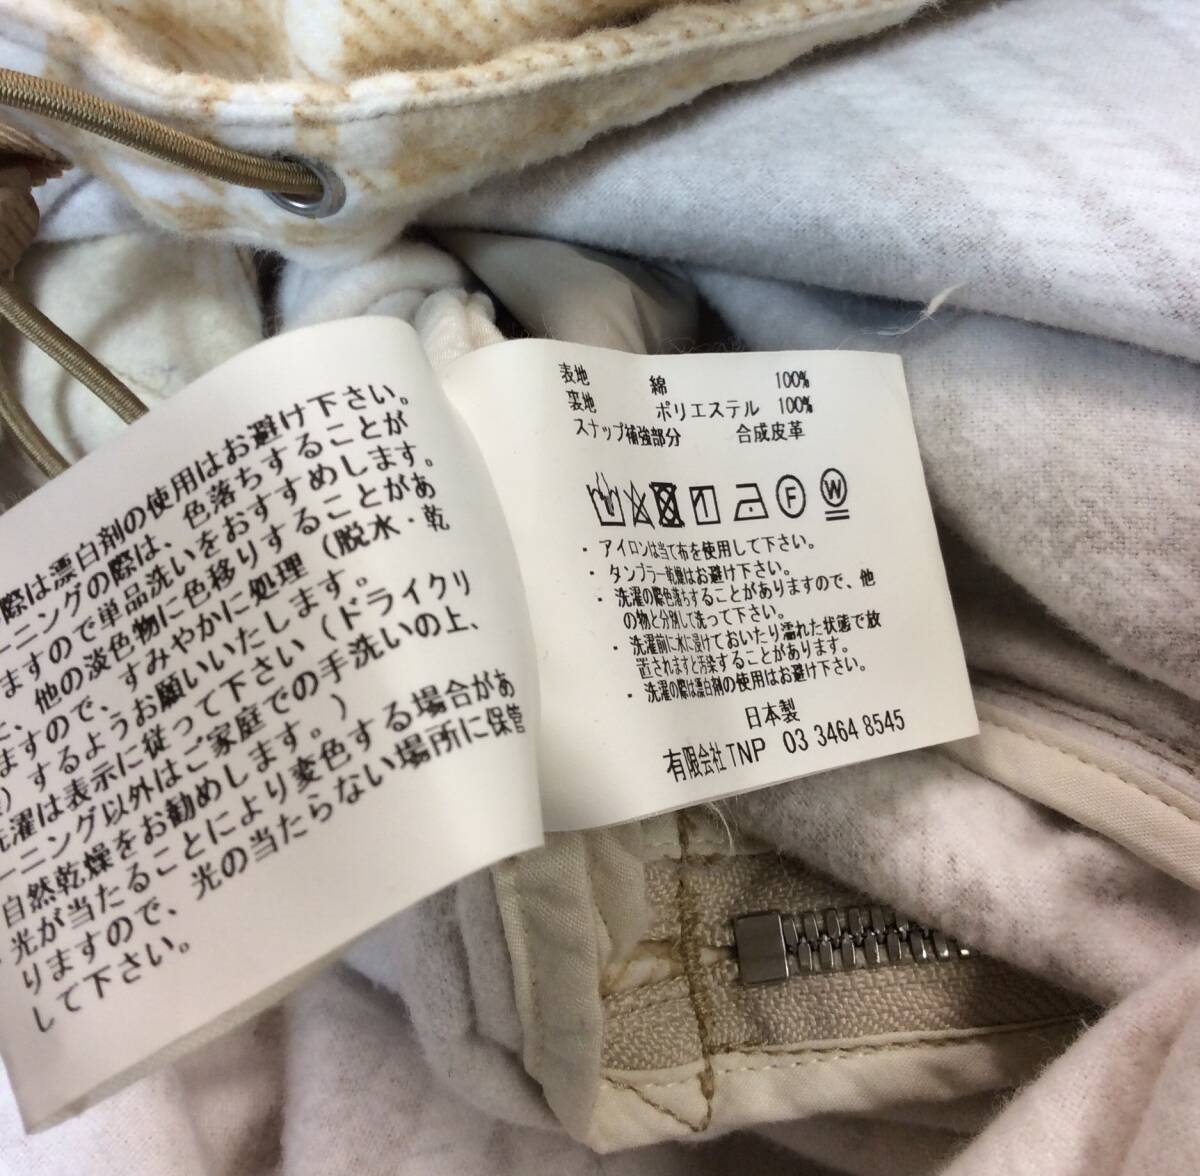 際は漂白剤の使用はお避け下さい。
ニングの際は、色落ちすることが
ますので単品洗いをおすすめします。
、他の淡色物に色移りすることがあ
ますので、すみやかに処理(脱水・乾
)するようお願いいたします。
洗濯は表示に従って下さい(ドライクリ
ーニング以外はご家庭での手洗いの上、
自然乾燥をお勧めします。)
光が当たることにより変色する場合があ
りますので、光の当たらない場所に保管
して下さい。
表地 綿 100%
裏地 ポリエステル 100%
スナップ補強部分 合成皮革
F W
・アイロンは当て布を使用して下さい。
・タンブラー乾燥はお避け下さい。
・洗濯の際色落ちすることがありますので、他
の物と分別して洗って下さい。
・洗濯前に水に浸けておいたり濡れた状態で放
置されますと汚染することがあります。
・洗濯の際は漂白剤の使用はお避け下さい。
日本製
有限会社TNP 03 3464 8545